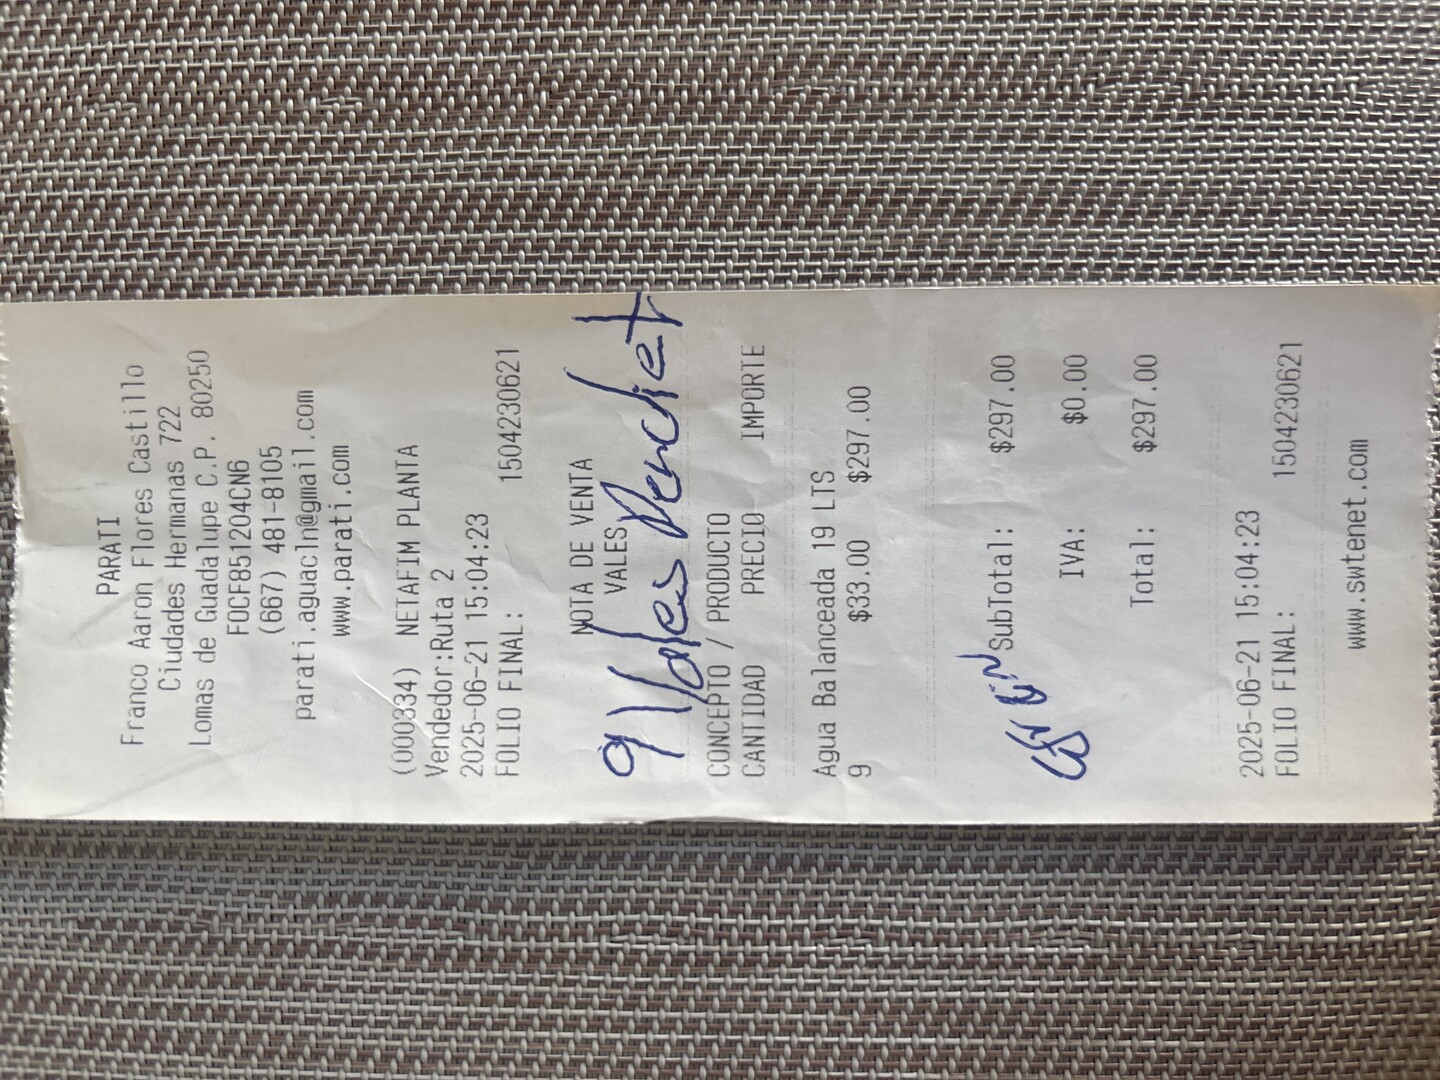 PARATI
Franco Aaron Flores Castillo
Ciudades Hermanas 722
Lomas de Guadalupe C.P. 80250
FOCF851204CN6
(667) 481-8105
parati.aguacln@gmail.com
www.parati.com
(000334) NETAFIM PLANTA
Vendedor:Ruta 2
2025-06-21 15:04:23
FOLIO FINAL: 1504230621
NOTA DE VENTA
VALES
9 Vales
CONCEPTO / PRODUCTO
CANTIDAD PRECIO IMPORTE
Agua Balanceada 19 LTS
9 $33.00 $297.00
SubTotal: $297.00
IVA: $0.00
Total: $297.00
2025-06-21 15:04:23
FOLIO FINAL: 1504230621
www.swtenet.com